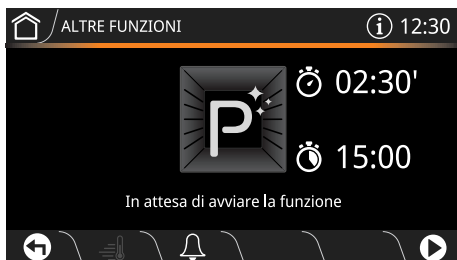 ALTRE FUNZIONI
i 12:30
P
02:30'
15:00
In attesa di avviare la funzione